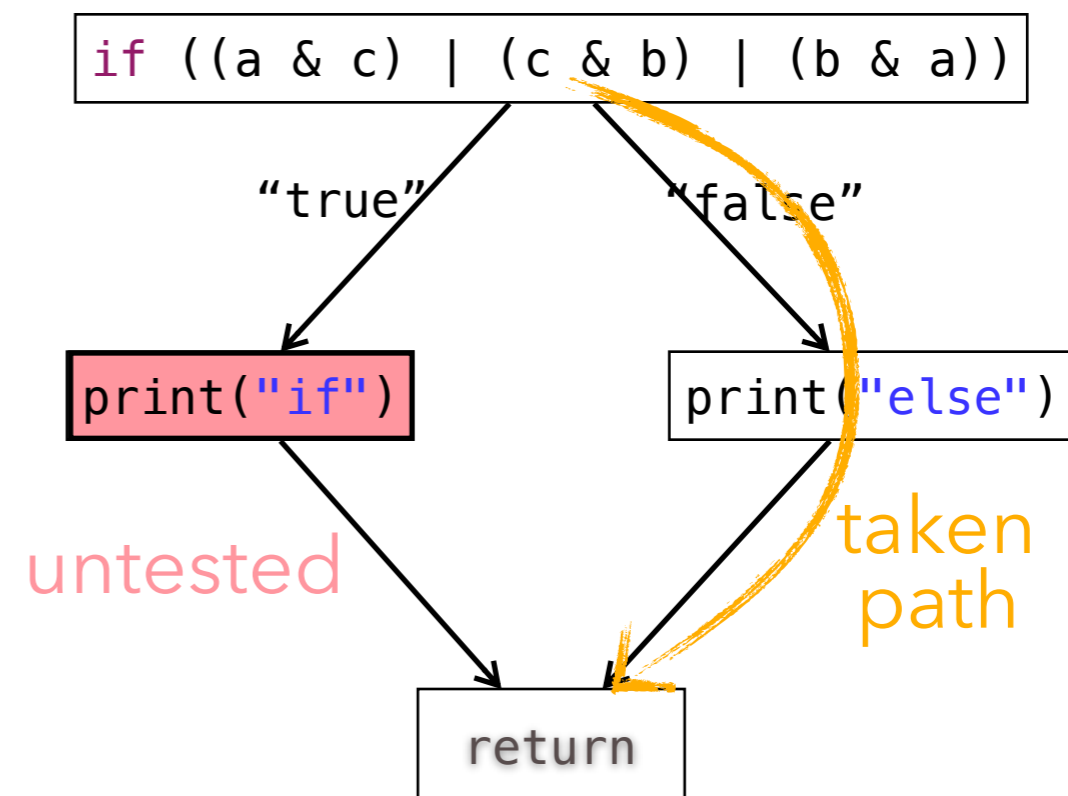 if ((a & c) | (c & b) | (b & a))
“true”
“false”
print("if")
print("else")
untested
taken
path
return